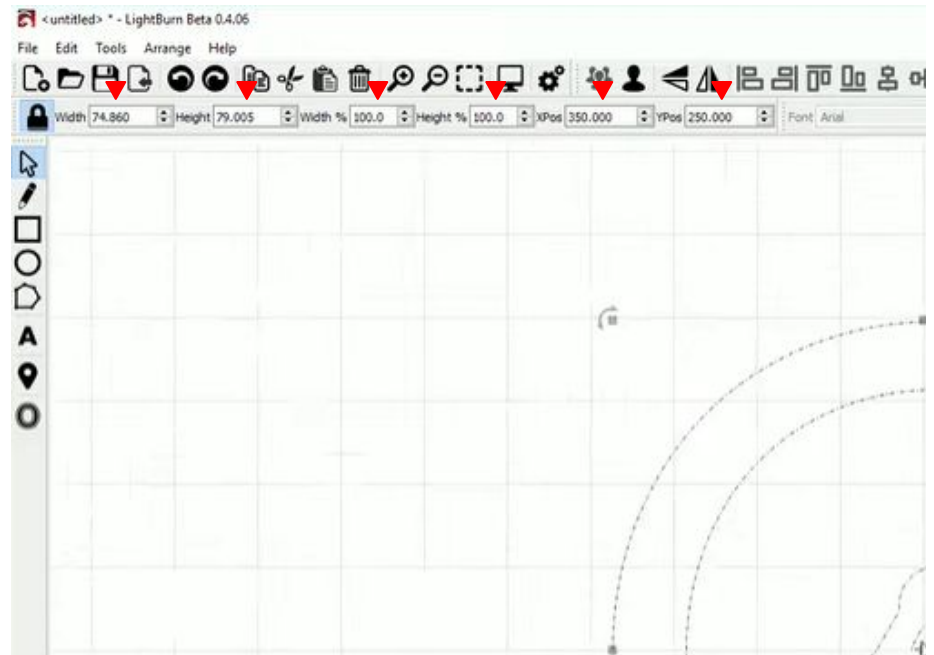 <untitled> * - LightBurn Beta 0.4.06
File Edit Tools Arrange Help
Width 74.860 Height 79.005 Width % 100.0 Height % 100.0 XPos 350.000 YPos 250.000 Font Arial
A